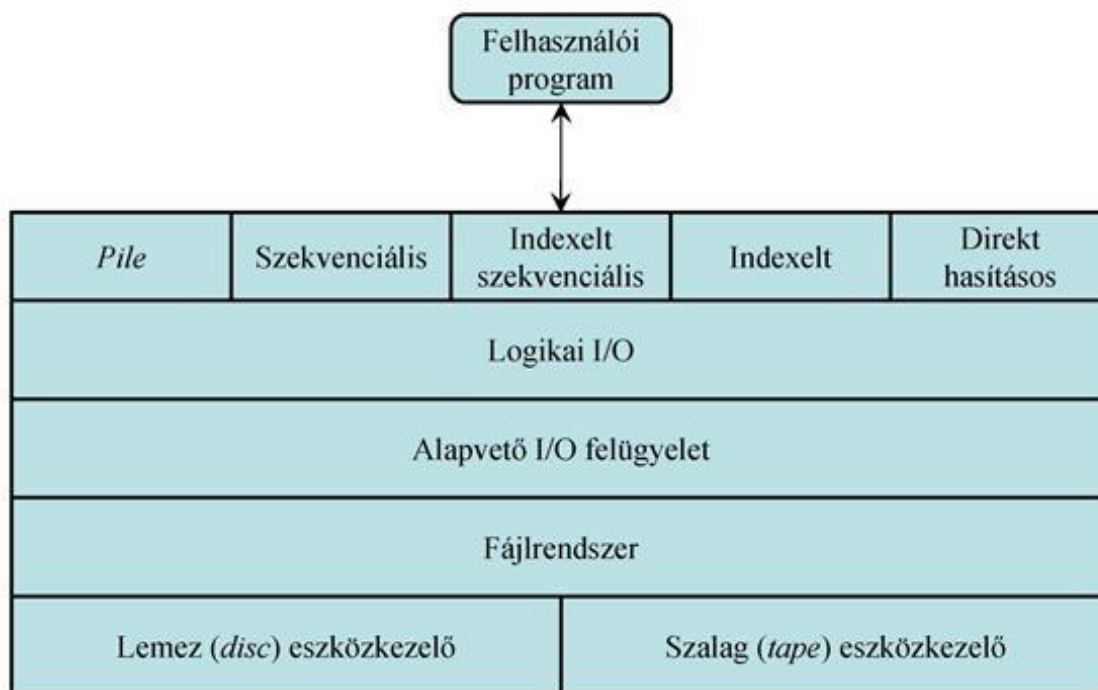 Felhasználói
program
Pile
Szekvenciális
Indexelt
szekvenciális
Indexelt
Direkt
hasításos
Logikai I/O
Alapvető I/O felügyelet
Fájlrendszer
Lemez (disc) eszközkezelő
Szalag (tape) eszközkezelő